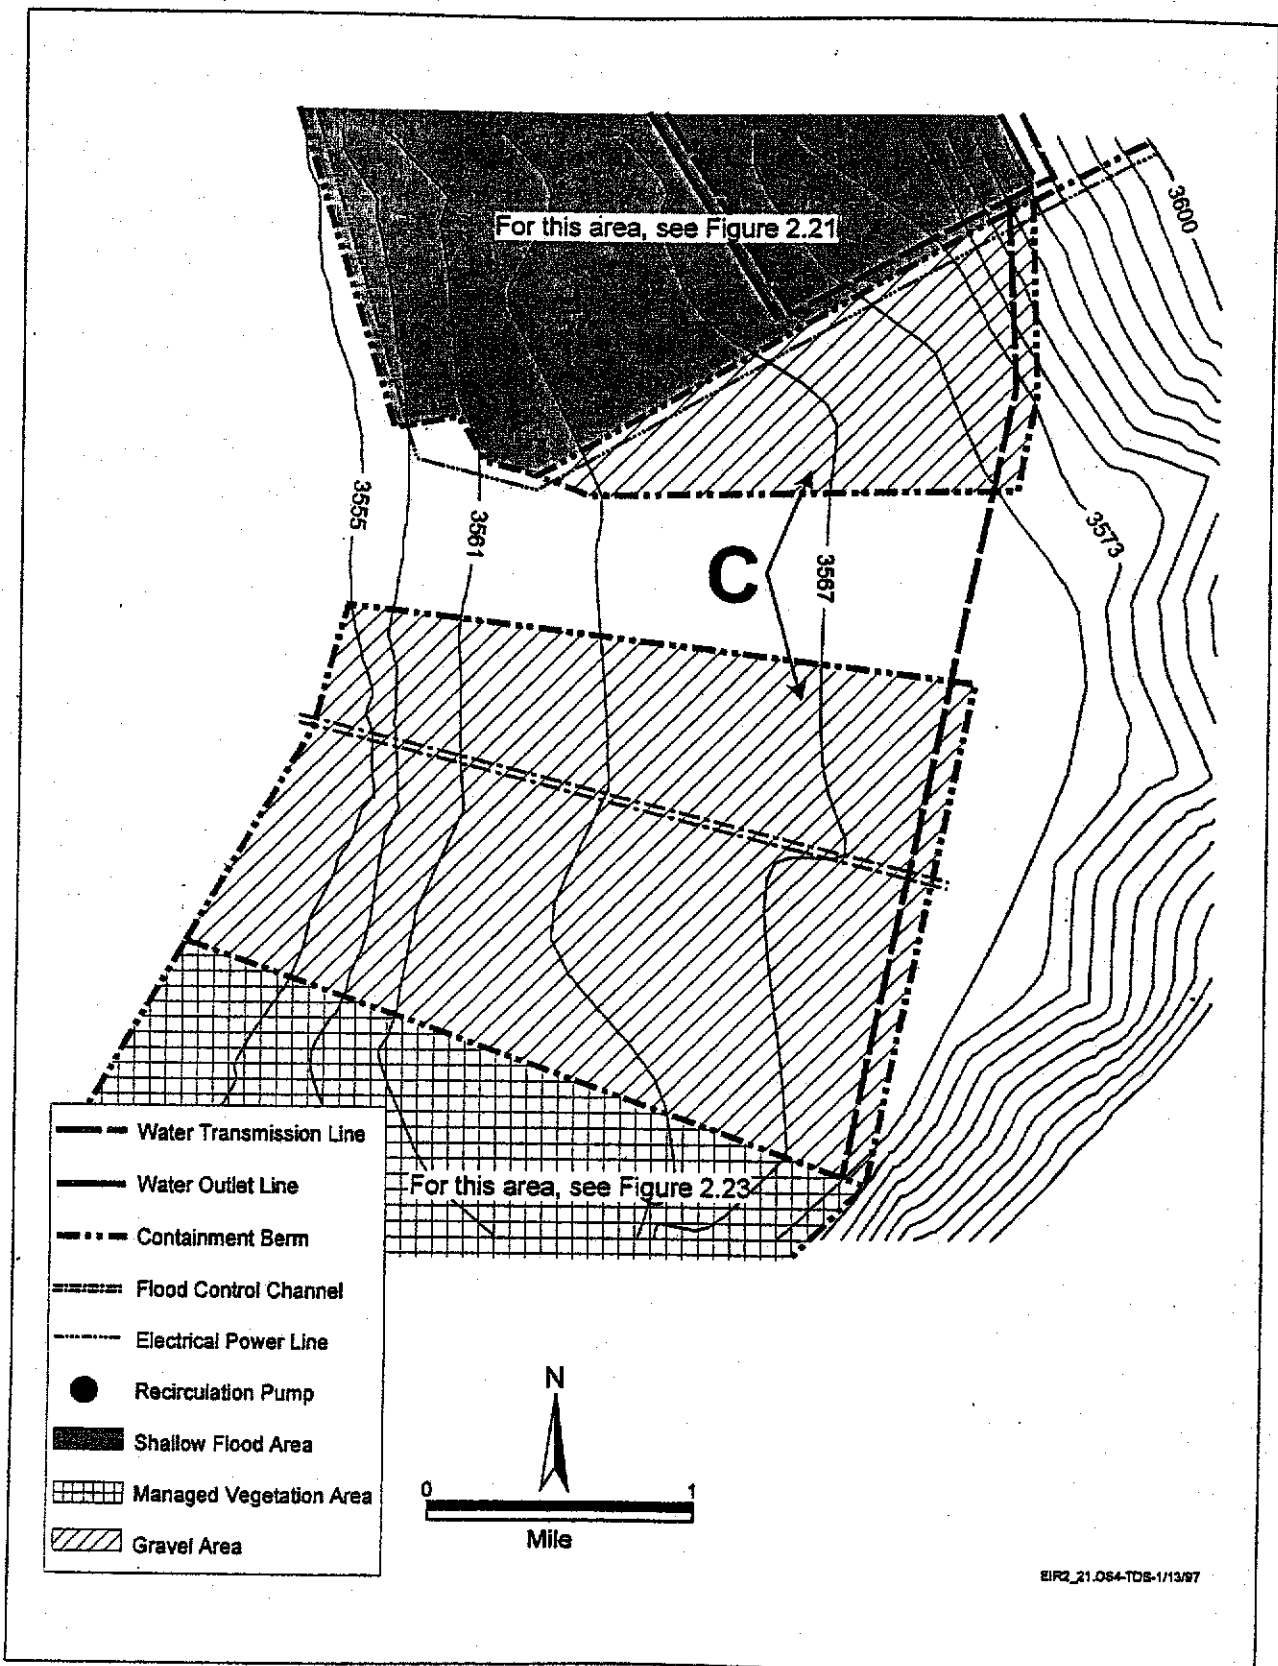 3600
For this area, see Figure 2.21
3555
3561
3573
C
3567
Water Transmission Line
Water Outlet Line
For this area, see Figure 2.23
Containment Berm
Flood Control Channel
Electrical Power Line
Recirculation Pump
Shallow Flood Area
Managed Vegetation Area
Gravel Area
N
0 1
Mile
EIR2_21.OS4-TDS-1/13/97